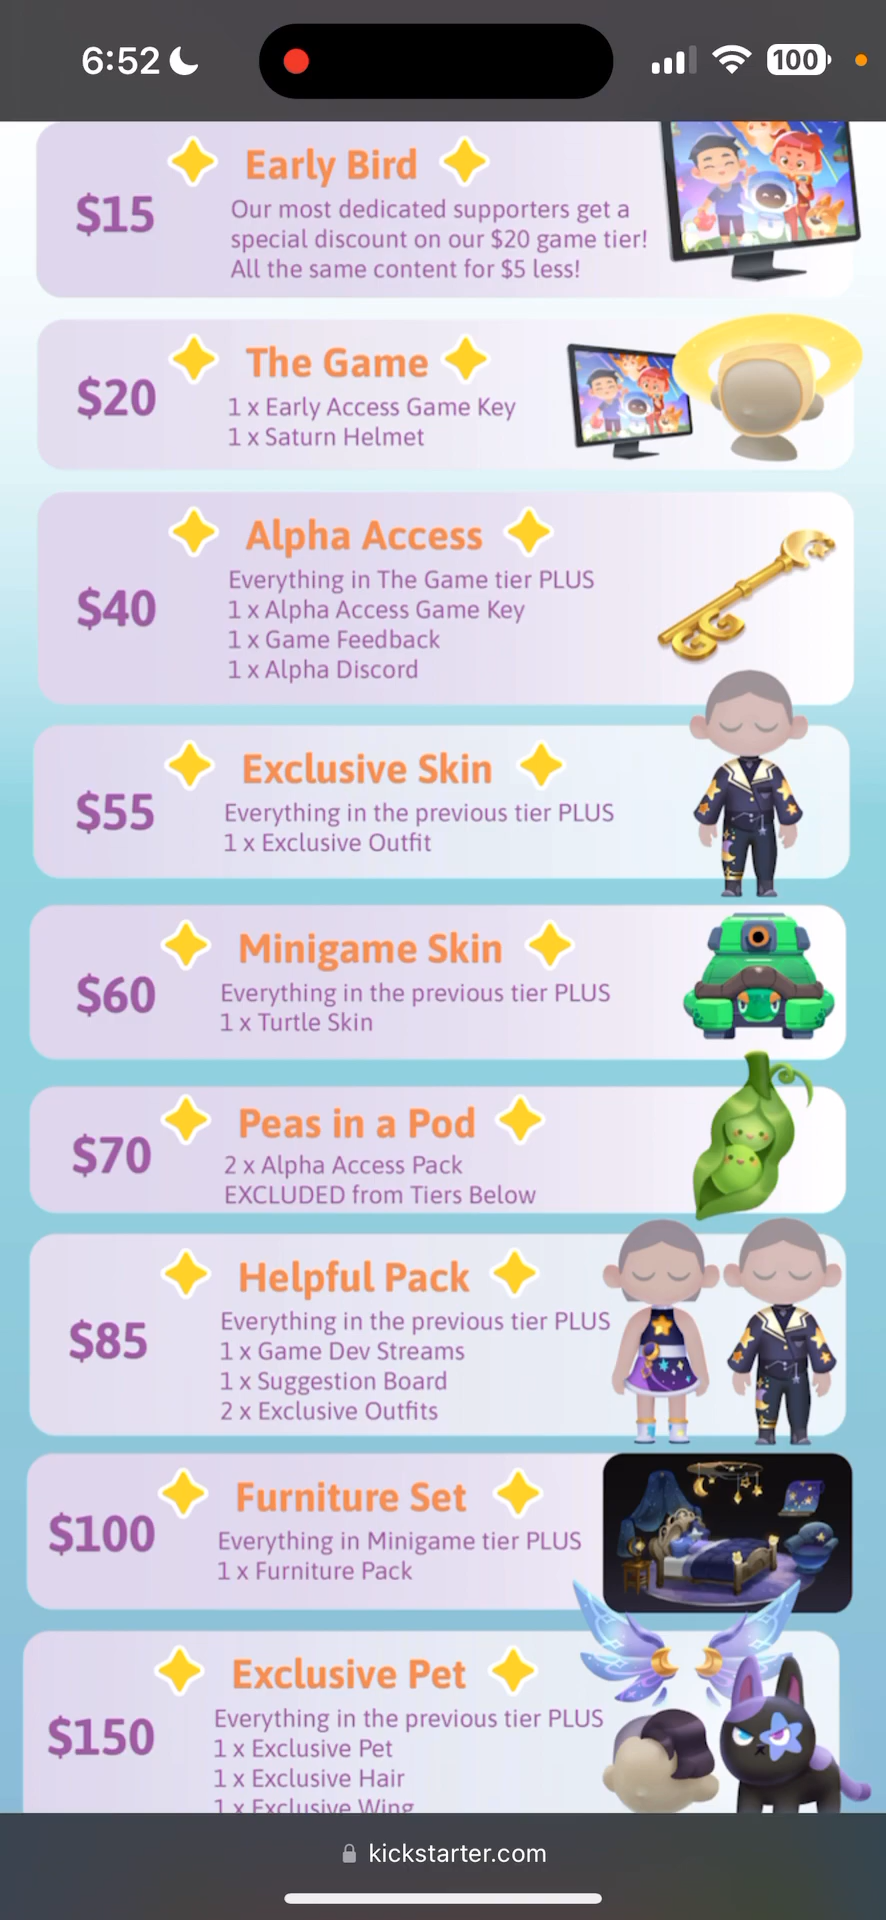 6:52
100
Early Bird
$15
Our most dedicated supporters get a
special discount on our $20 game tier!
All the same content for $5 less!
The Game
$20
1 x Early Access Game Key
1 x Saturn Helmet
Alpha Access
$40
Everything in The Game tier PLUS
1 x Alpha Access Game Key
1 x Game Feedback
1 x Alpha Discord
GG
Exclusive Skin
$55
Everything in the previous tier PLUS
1 x Exclusive Outfit
Minigame Skin
$60
Everything in the previous tier PLUS
1 x Turtle Skin
Peas in a Pod
$70
2 x Alpha Access Pack
EXCLUDED from Tiers Below
Helpful Pack
$85
Everything in the previous tier PLUS
1 x Game Dev Streams
1 x Suggestion Board
2 x Exclusive Outfits
Furniture Set
$100
Everything in Minigame tier PLUS
1 x Furniture Pack
Exclusive Pet
$150
Everything in the previous tier PLUS
1 x Exclusive Pet
1 x Exclusive Hair
1 x Exclusive Wing
kickstarter.com